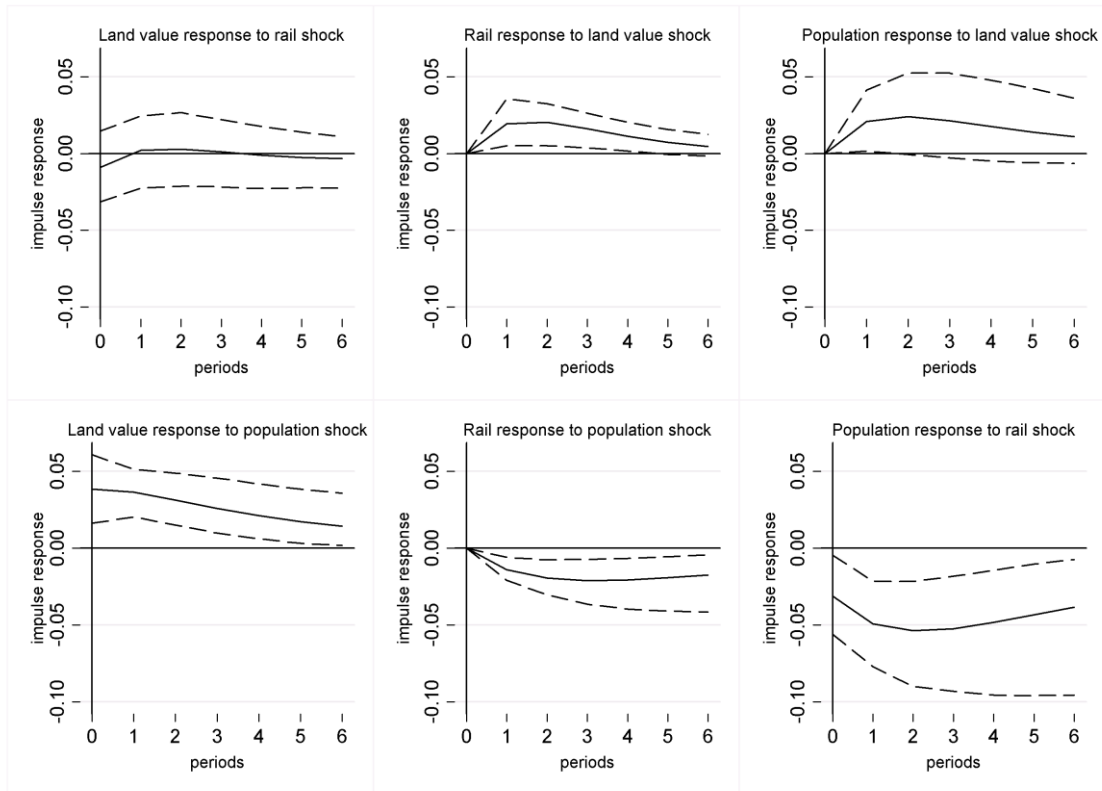 Land value response to rail shock
impulse response
0.05
0.00
-0.05
-0.10
0 1 2 3 4 5 6
periods
Rail response to land value shock
impulse response
0.05
0.00
-0.05
-0.10
0 1 2 3 4 5 6
periods
Population response to land value shock
impulse response
0.05
0.00
-0.05
-0.10
0 1 2 3 4 5 6
periods
Land value response to population shock
impulse response
0.05
0.00
-0.05
-0.10
0 1 2 3 4 5 6
periods
Rail response to population shock
impulse response
0.05
0.00
-0.05
-0.10
0 1 2 3 4 5 6
periods
Population response to rail shock
impulse response
0.05
0.00
-0.05
-0.10
0 1 2 3 4 5 6
periods